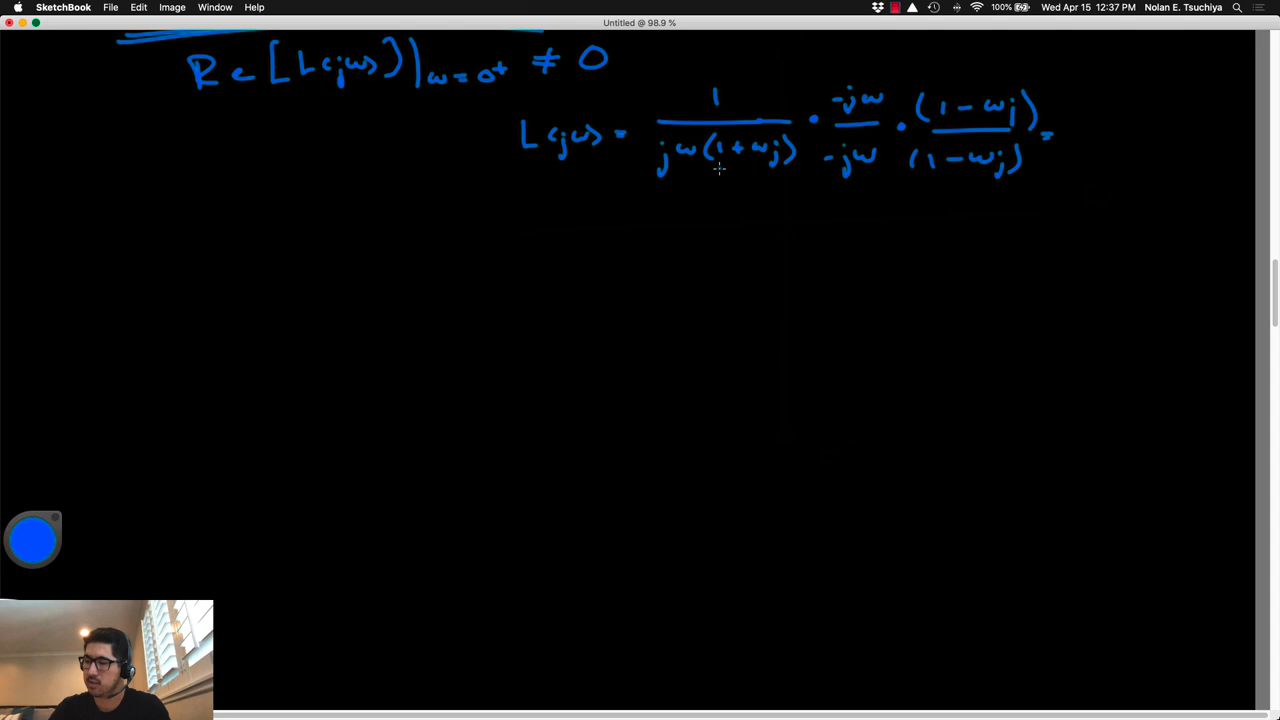 SketchBook File Edit Image Window Help 100% Wed Apr 15 12:37 PM Nolan E. Tsuchiya
Untitled @ 98.9 %
Re[L(jω)]|ω=0⁺ ≠ 0
L(jω) = 1/(jω(1+ωj)) · -jω/-jω · (1-ωj)/(1-ωj) =